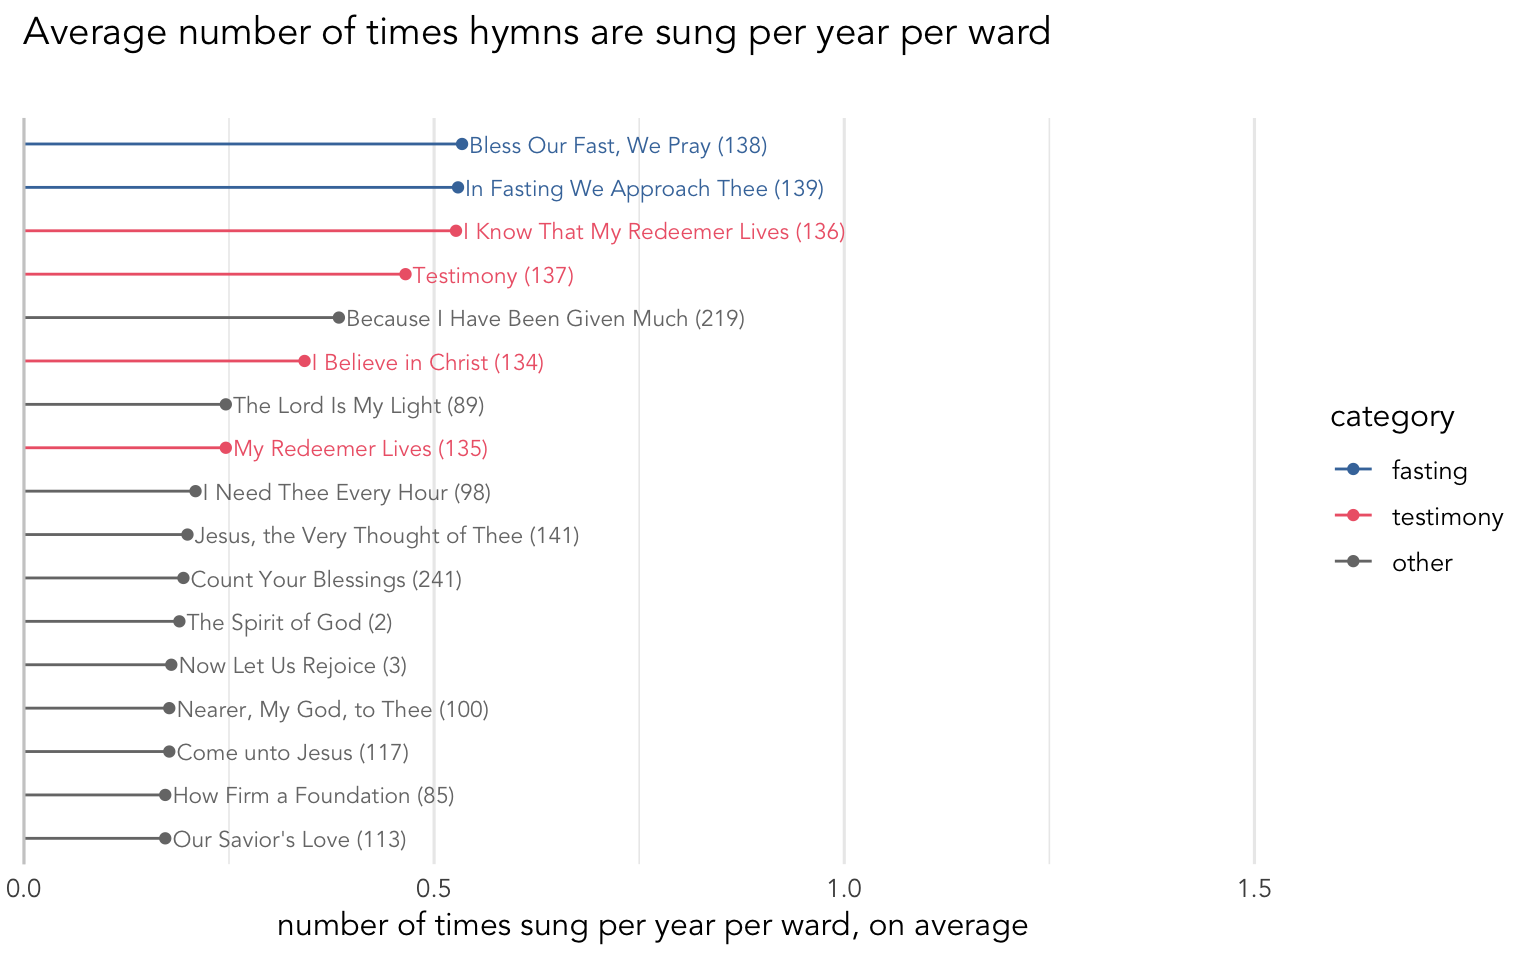 Average number of times hymns are sung per year per ward
Bless Our Fast, We Pray (138)
In Fasting We Approach Thee (139)
I Know That My Redeemer Lives (136)
Testimony (137)
Because I Have Been Given Much (219)
I Believe in Christ (134)
The Lord Is My Light (89)
My Redeemer Lives (135)
I Need Thee Every Hour (98)
Jesus, the Very Thought of Thee (141)
Count Your Blessings (241)
The Spirit of God (2)
Now Let Us Rejoice (3)
Nearer, My God, to Thee (100)
Come unto Jesus (117)
How Firm a Foundation (85)
Our Savior's Love (113)
0.0 0.5 1.0 1.5
number of times sung per year per ward, on average
category
fasting
testimony
other